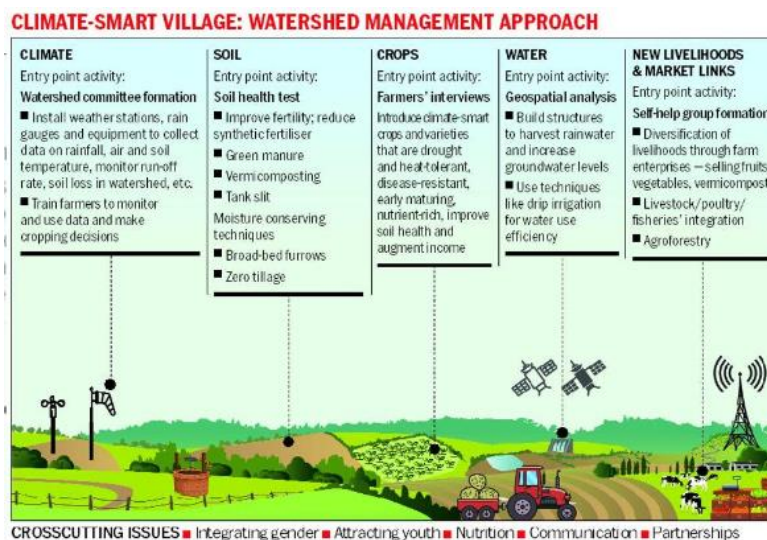 CLIMATE-SMART VILLAGE: WATERSHED MANAGEMENT APPROACH
CLIMATE
Entry point activity:
Watershed committee formation
■ Install weather stations, rain
gauges and equipment to collect
data on rainfall, air and soil
temperature, monitor run-off
rate, soil loss in watershed, etc.
■ Train farmers to monitor
and use data and make
cropping decisions
SOIL
Entry point activity:
Soil health test
■ Improve fertility; reduce
synthetic fertiliser
■ Green manure
■ Vermicomposting
■ Tank slit
Moisture conserving
techniques
■ Broad-bed furrows
■ Zero tillage
CROPS
Entry point activity:
Farmers' interviews
Introduce climate-smart
crops and varieties
that are drought
and heat-tolerant,
disease-resistant,
early maturing,
nutrient-rich, improve
soil health and
augment income
WATER
Entry point activity:
Geospatial analysis
■ Build structures
to harvest rainwater
and increase
groundwater levels
■ Use techniques
like drip irrigation
for water use
efficiency
NEW LIVELIHOODS
& MARKET LINKS
Entry point activity:
Self-help group formation
■ Diversification of
livelihoods through farm
enterprises — selling fruits
vegetables, vermicompost
■ Livestock/poultry/
fisheries' integration
■ Agroforestry
CROSSCUTTING ISSUES ■ Integrating gender ■ Attracting youth ■ Nutrition ■ Communication ■ Partnerships